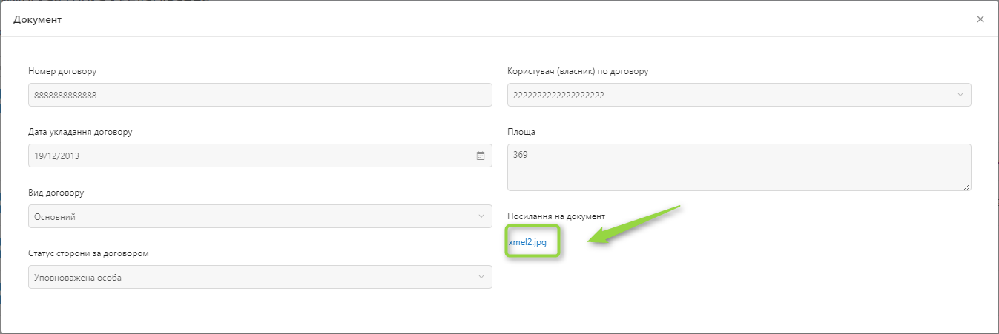 Документ
Номер договору
8888888888888
Дата укладання договору
19/12/2013
Вид договору
Основний
Статус сторони за договором
Уповноважена особа
Користувач (власник) по договору
2222222222222222222
Площа
369
Посилання на документ
xmel2.jpg